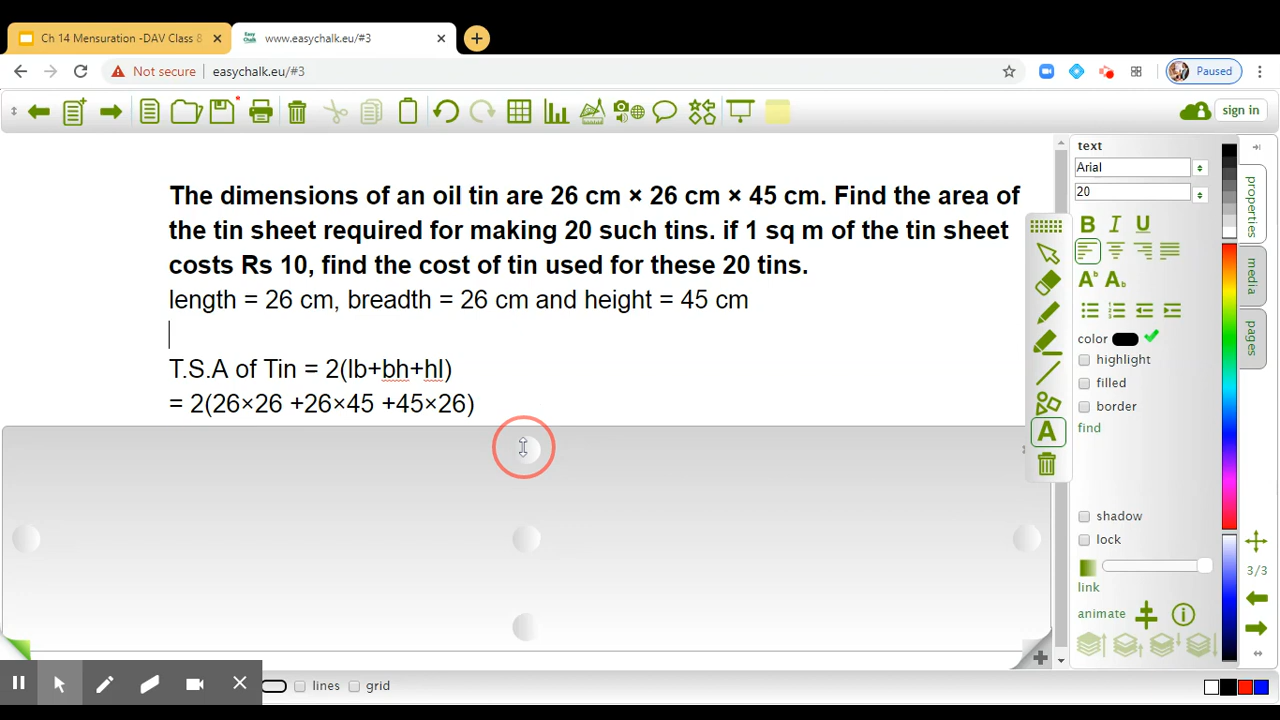 Ch 14 Mensuration -DAV Class 8
www.easychalk.eu/#3
Not secure
easychalk.eu/#3
Paused
sign in
The dimensions of an oil tin are 26 cm × 26 cm × 45 cm. Find the area of
the tin sheet required for making 20 such tins. if 1 sq m of the tin sheet
costs Rs 10, find the cost of tin used for these 20 tins.
length = 26 cm, breadth = 26 cm and height = 45 cm
T.S.A of Tin = 2(lb+bh+hl)
= 2(26×26 +26×45 +45×26)
text
Arial
20
B I U
Ab Ab
color
highlight
filled
border
find
shadow
lock
link
animate
properties
media
pages
A
3/3
lines
grid